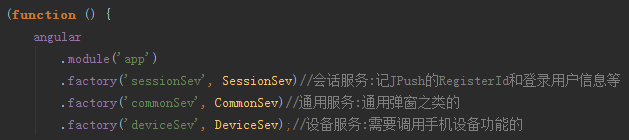 (function () {
angular
.module('app')
.factory('sessionSev', SessionSev)//会话服务:记JPush的RegisterId和登录用户信息等
.factory('commonSev', CommonSev)//通用服务:通用弹窗之类的
.factory('deviceSev', DeviceSev);//设备服务:需要调用手机设备功能的